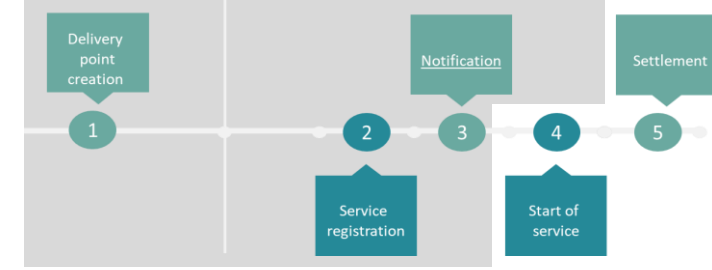 Delivery
point
creation
Notification
Settlement
1
2
3
4
5
Service
registration
Start of
service